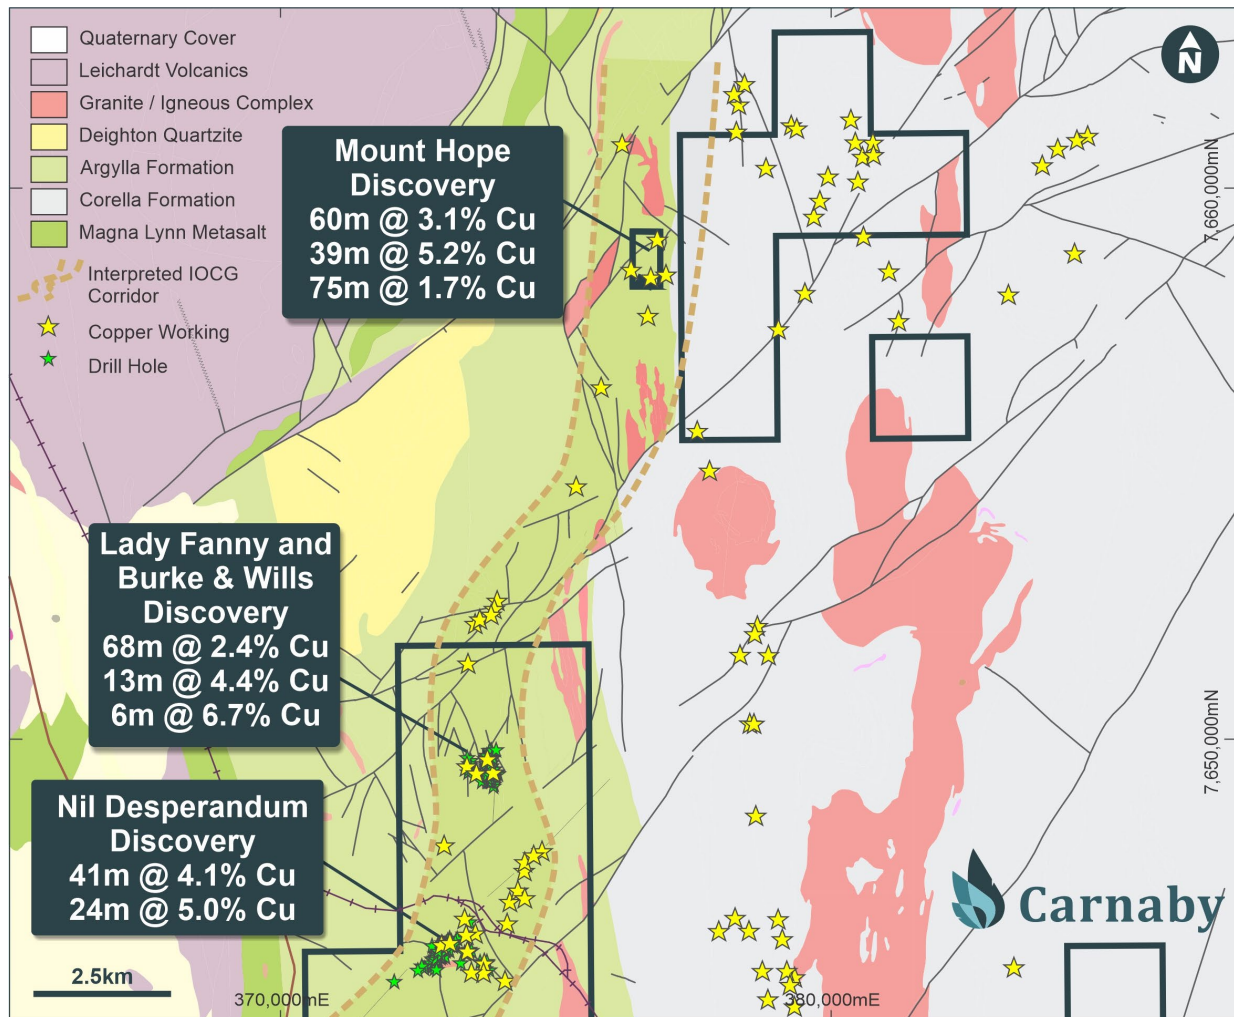 Quaternary Cover
Leichardt Volcanics
Granite / Igneous Complex
Deighton Quartzite
Argylla Formation
Corella Formation
Magna Lynn Metasalt
Interpreted IOCG
Corridor
Copper Working
Drill Hole
Mount Hope
Discovery
60m @ 3.1% Cu
39m @ 5.2% Cu
75m @ 1.7% Cu
N
7,660,000mN
Lady Fanny and
Burke & Wills
Discovery
68m @ 2.4% Cu
13m @ 4.4% Cu
6m @ 6.7% Cu
7,650,000mN
Nil Desperandum
Discovery
41m @ 4.1% Cu
24m @ 5.0% Cu
Carnaby
2.5km
370,000mE
380,000mE